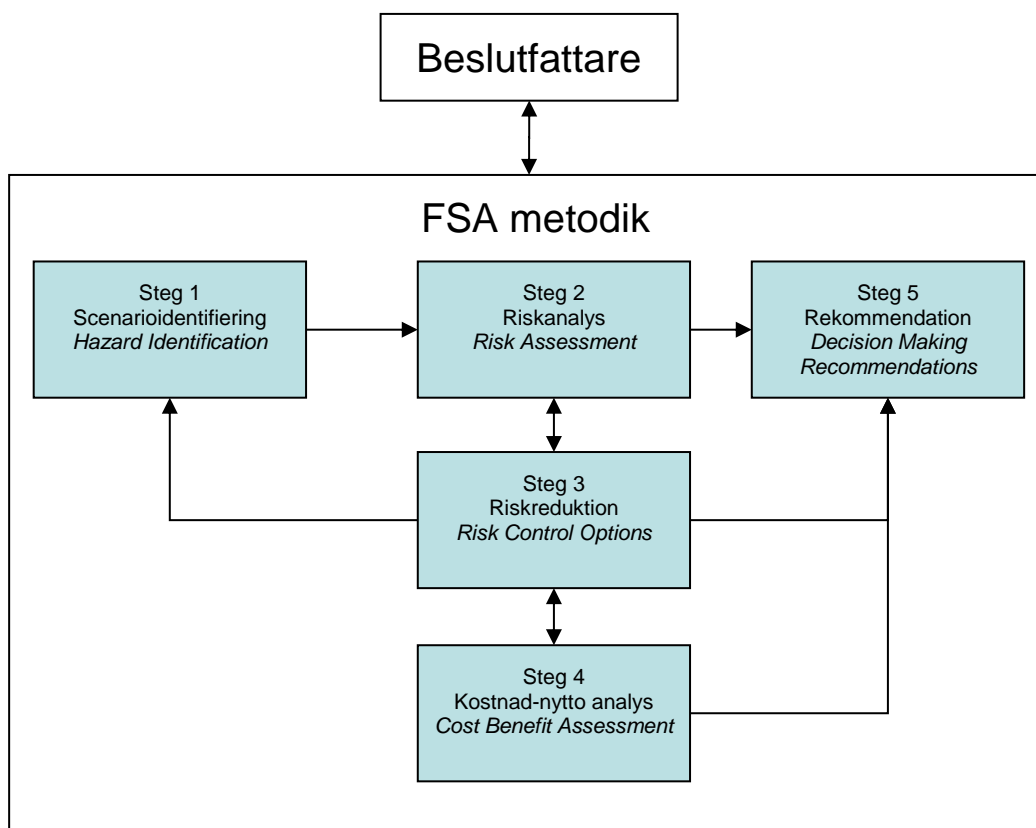 Beslutfattare
FSA metodik
Steg 1
Scenarioidentifiering
Hazard Identification
Steg 2
Riskanalys
Risk Assessment
Steg 5
Rekommendation
Decision Making
Recommendations
Steg 3
Riskreduktion
Risk Control Options
Steg 4
Kostnad-nytto analys
Cost Benefit Assessment